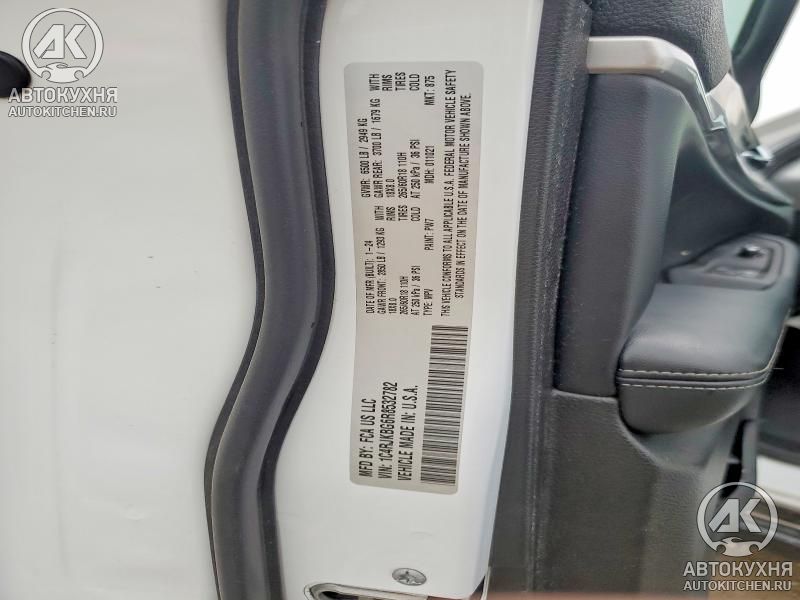 MFD BY: FCA US LLC
VIN: 1C4RJKBG6R8532782
VEHICLE MADE IN: U.S.A.
DATE OF MFR (BUILT): 1-24
GVWR: 6500 LB / 2949 KG
GAWR FRONT: 2850 LB / 1293 KG WITH
GAWR REAR: 3700 LB / 1679 KG WITH
18X8.0 RIMS
18X8.0 RIMS
265/60R18 110H TIRES
265/60R18 110H TIRES
AT 250 kPa / 36 PSI COLD
AT 250 kPa / 36 PSI COLD
TYPE: MPV
PAINT: PW7
MDH: 011021
MKT: 875
THIS VEHICLE CONFORMS TO ALL APPLICABLE U.S.A. FEDERAL MOTOR VEHICLE SAFETY
STANDARDS IN EFFECT ON THE DATE OF MANUFACTURE SHOWN ABOVE.
АК
АВТОКУХНЯ
AUTOKITCHEN.RU
АК
АВТОКУХНЯ
AUTOKITCHEN.RU